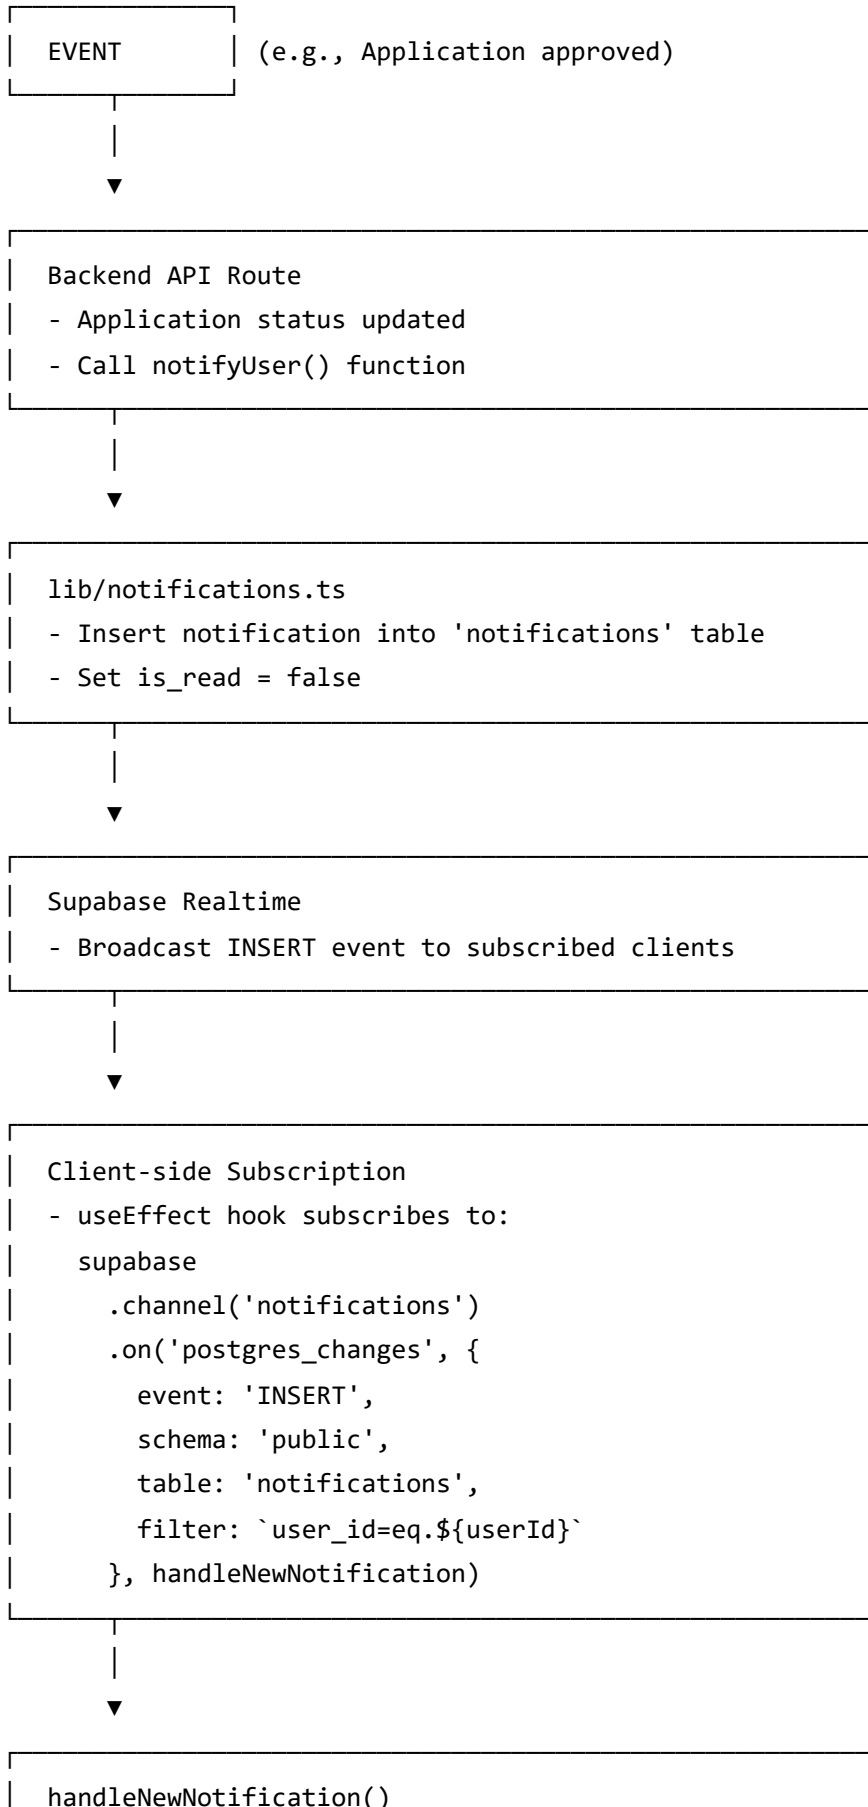 EVENT (e.g., Application approved)
Backend API Route
- Application status updated
- Call notifyUser() function
lib/notifications.ts
- Insert notification into 'notifications' table
- Set is_read = false
Supabase Realtime
- Broadcast INSERT event to subscribed clients
Client-side Subscription
- useEffect hook subscribes to:
supabase
.channel('notifications')
.on('postgres_changes', {
event: 'INSERT',
schema: 'public',
table: 'notifications',
filter: `user_id=eq.${userId}`
}, handleNewNotification)
handleNewNotification()